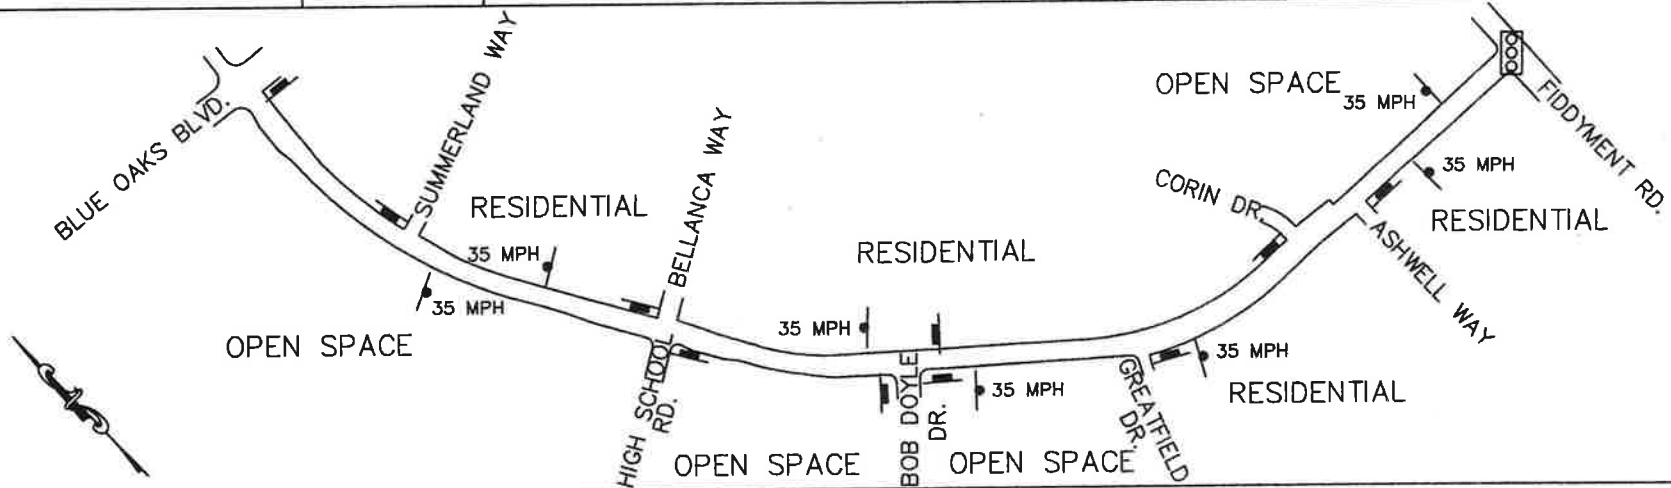 BLUE OAKS BLVD.
SUMMERLAND WAY
RESIDENTIAL
35 MPH
35 MPH
OPEN SPACE
BELLANCA WAY
HIGH SCHOOL
RD.
RESIDENTIAL
35 MPH
BOB DOYLE
DR.
35 MPH
OPEN SPACE
OPEN SPACE
GREATFIELD
DR.
35 MPH
RESIDENTIAL
CORIN DR.
OPEN SPACE
35 MPH
35 MPH
RESIDENTIAL
ASHWELL WAY
FIDDYMENT RD.